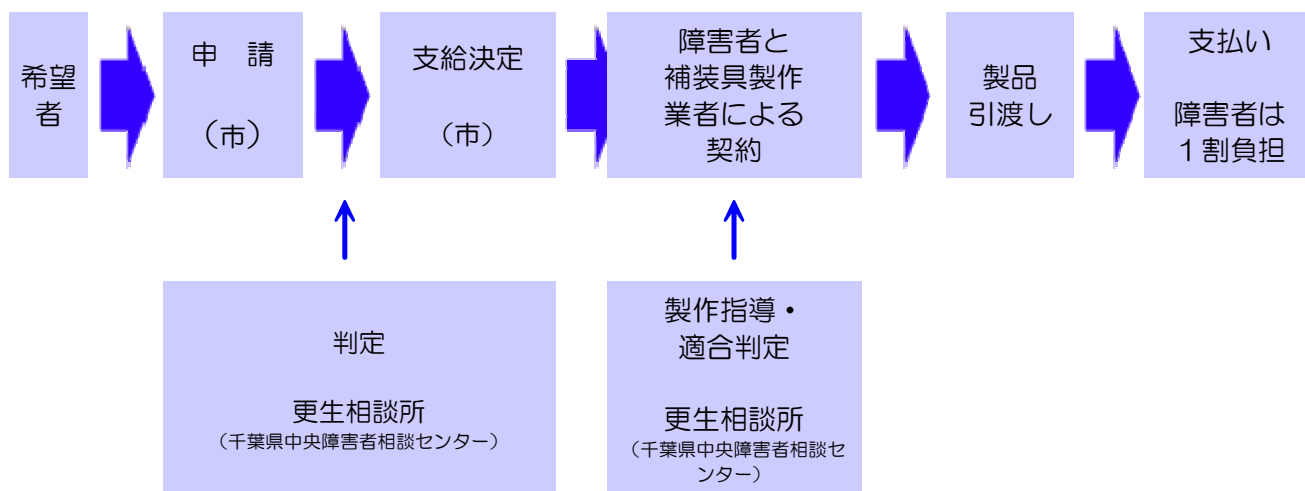 希望
者
申　請
（市）
支給決定
（市）
障害者と
補装具製作
業者による
契約
製品
引渡し
支払い
障害者は
１割負担
判定
更生相談所
（千葉県中央障害者相談センター）
製作指導・
適合判定
更生相談所
（千葉県中央障害者相談セ
ンター）